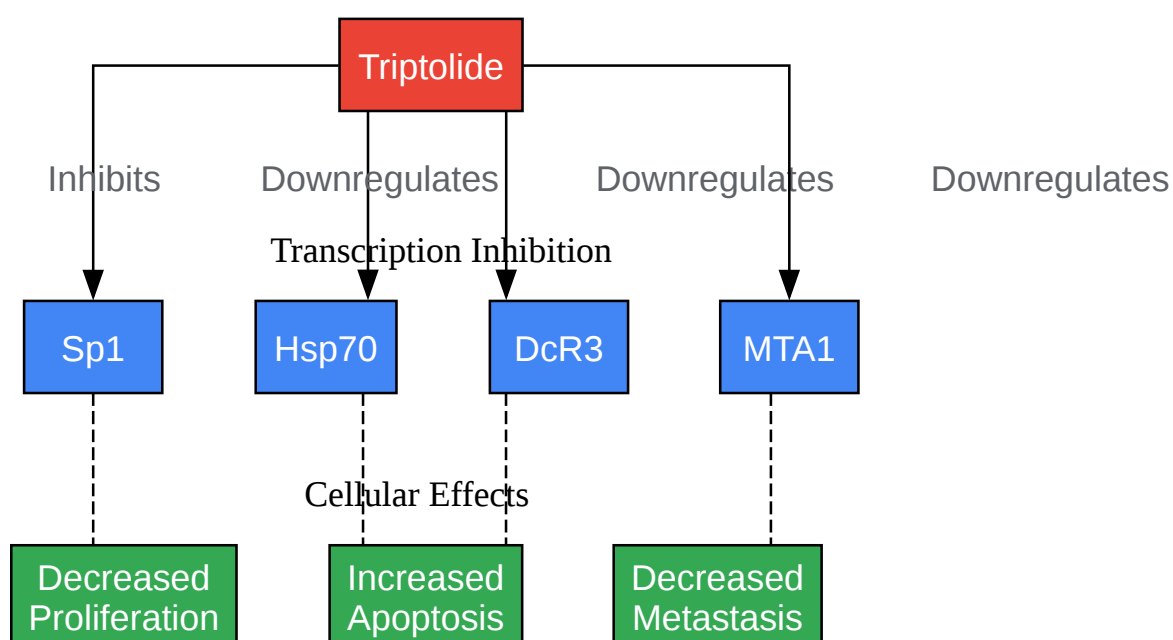 Triptolide
Inhibits
Downregulates
Downregulates
Downregulates
Transcription Inhibition
Sp1
Hsp70
DcR3
MTA1
Cellular Effects
Decreased
Proliferation
Increased
Apoptosis
Decreased
Metastasis